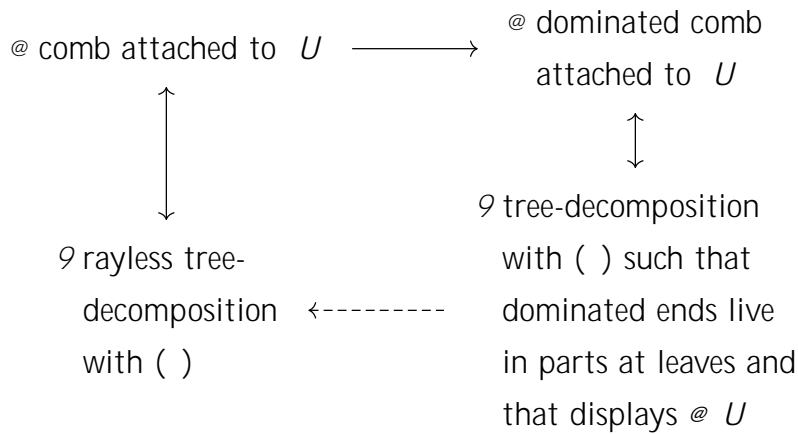 @ comb attached to U
@ dominated comb
attached to U
9 rayless tree-
decomposition
with ( )
9 tree-decomposition
with ( ) such that
dominated ends live
in parts at leaves and
that displays @ U